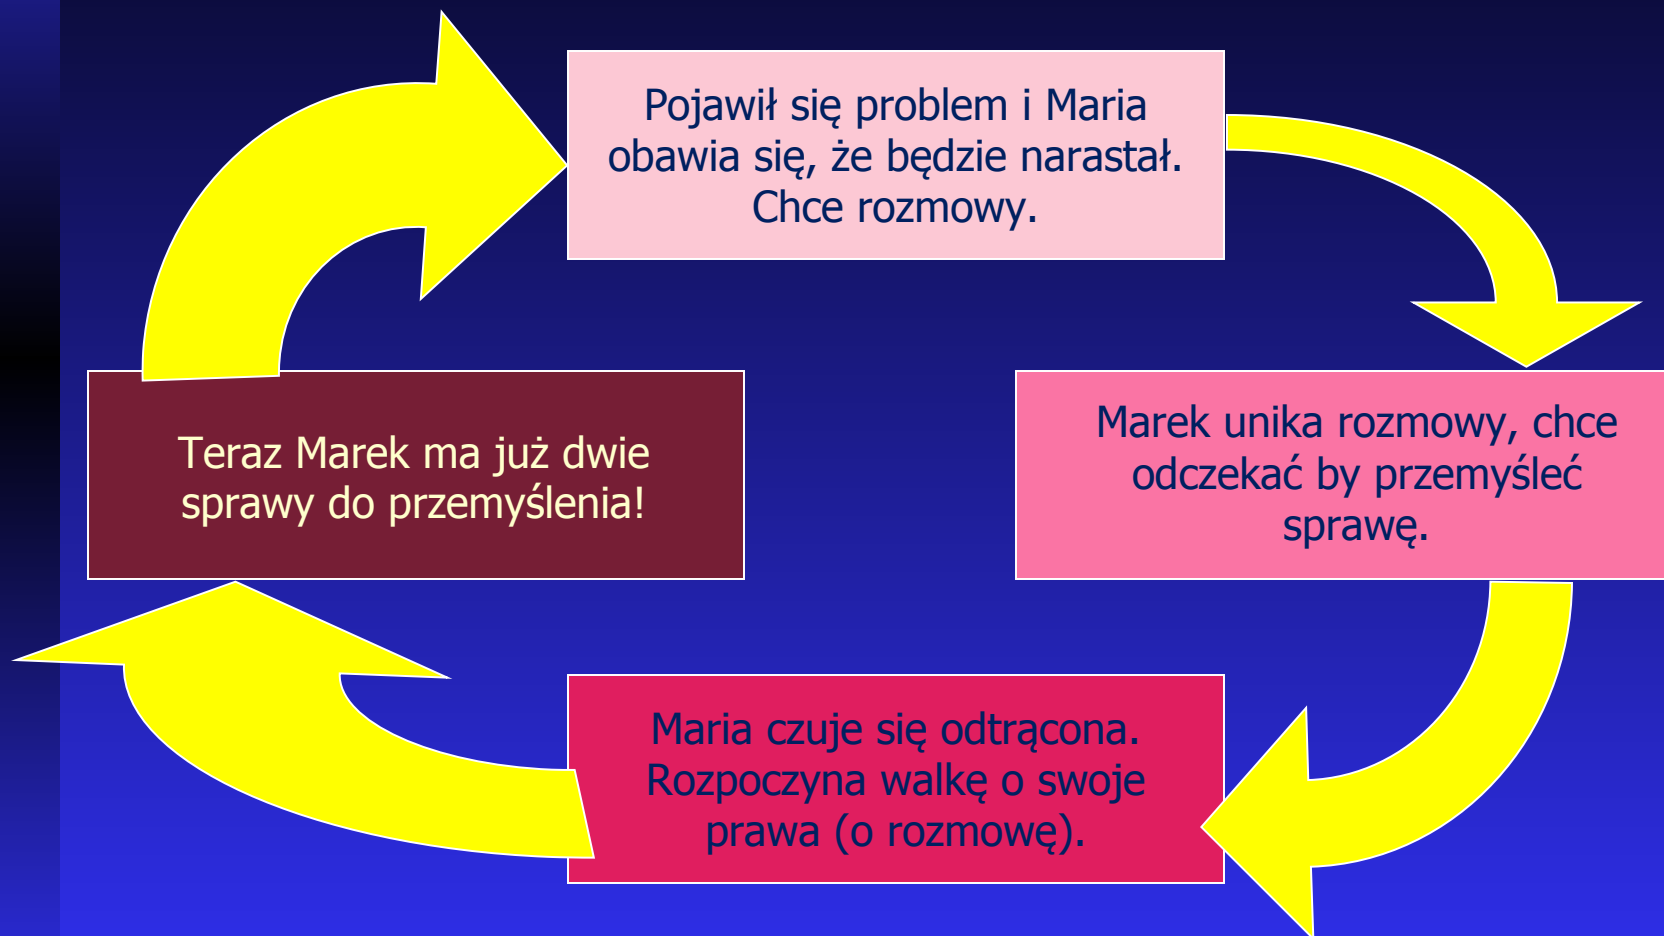 Pojawił się problem i Maria
obawia się, że będzie narastał.
Chce rozmowy.
Marek unika rozmowy, chce
odczekać by przemyśleć
sprawę.
Maria czuje się odtrącona.
Rozpoczyna walkę o swoje
prawa (o rozmowę).
Teraz Marek ma już dwie
sprawy do przemyślenia!